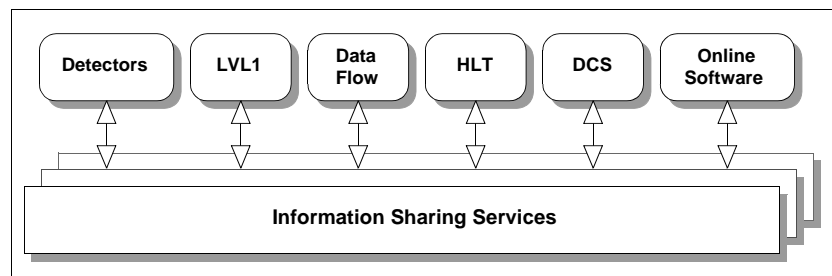 Detectors
LVL1
Data
Flow
HLT
DCS
Online
Software
Information Sharing Services